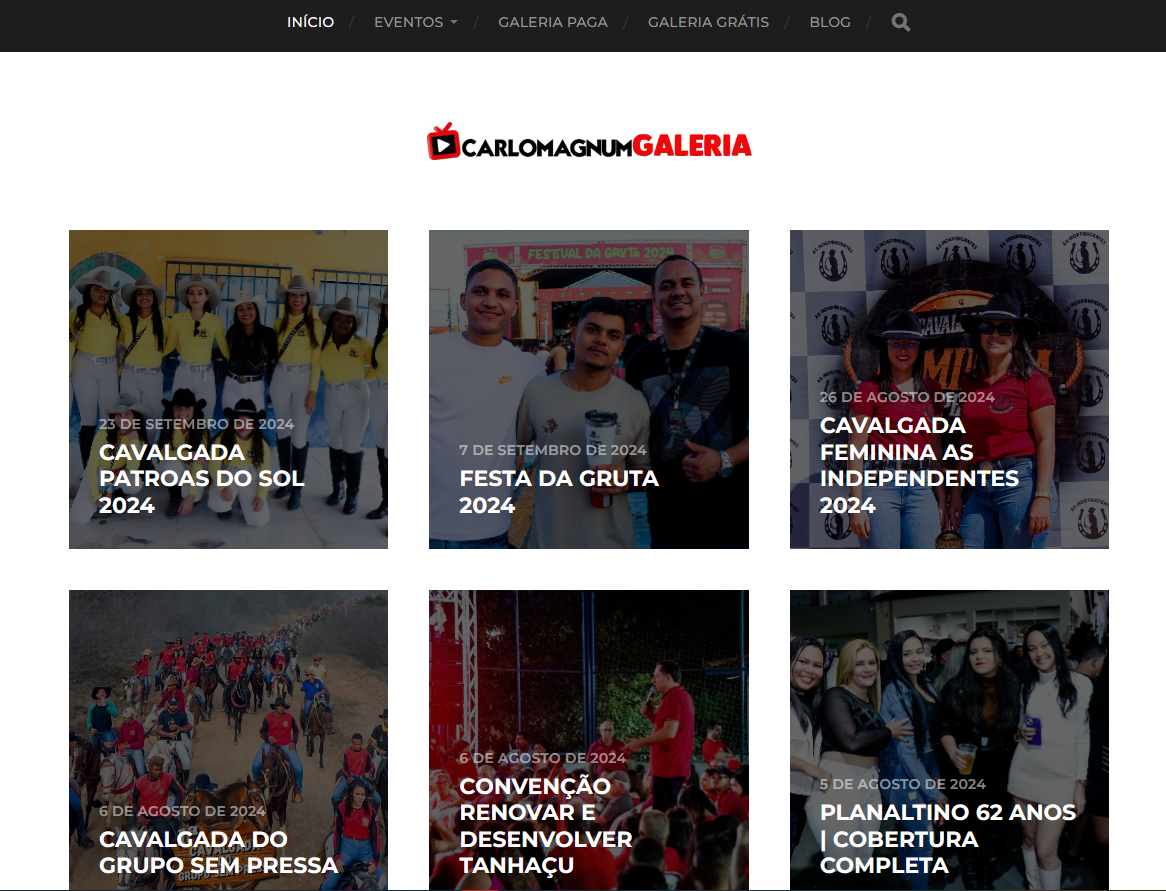 INÍCIO / EVENTOS / GALERIA PAGA / GALERIA GRÁTIS / BLOG /
CARLOMAGNUMGALERIA
FESTIVAL DA GRUTA 2024
AS INDEPENDENTES
23 DE SETEMBRO DE 2024
CAVALGADA
PATROAS DO SOL
2024
7 DE SETEMBRO DE 2024
FESTA DA GRUTA
2024
26 DE AGOSTO DE 2024
CAVALGADA
FEMININA AS
INDEPENDENTES
2024
6 DE AGOSTO DE 2024
CAVALGADA DO
GRUPO SEM PRESSA
CAVALGADA
6 DE AGOSTO DE 2024
CONVENÇÃO
RENOVAR E
DESENVOLVER
TANHAÇU
5 DE AGOSTO DE 2024
PLANALTINO 62 ANOS
| COBERTURA
COMPLETA